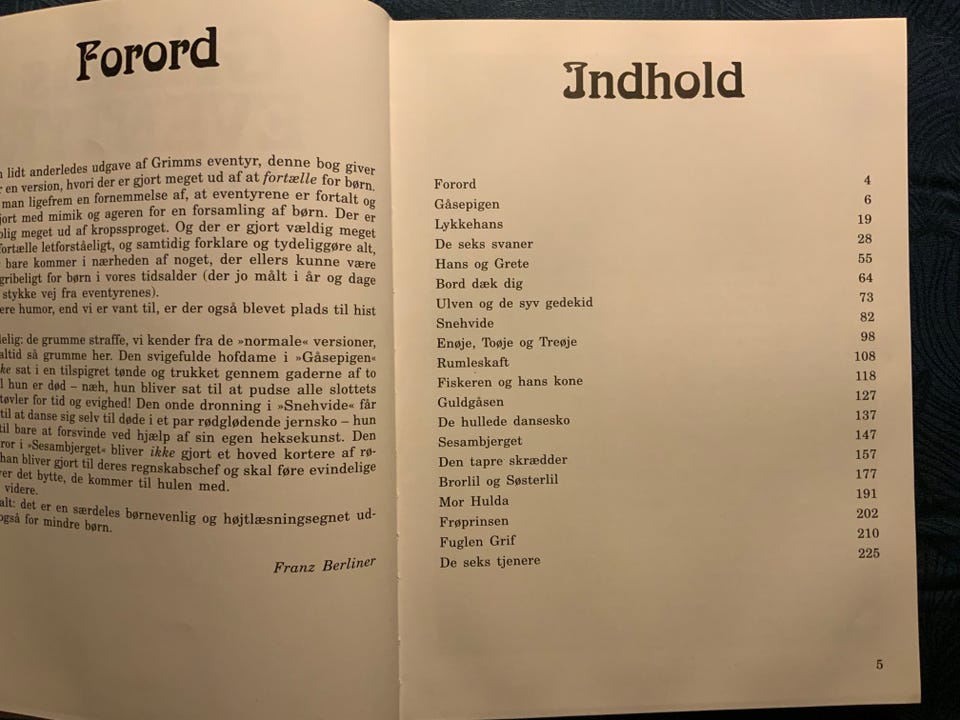 Forord
lidt anderledes udgave af Grimms eventyr, denne bog giver
en version, hvori der er gjort meget ud af at fortælle for børn.
man ligefrem en fornemmelse af, at eventyrene er fortalt og
jort med mimik og ageren for en forsamling af børn. Der er
olig meget ud af kropssproget. Og der er gjort vældig meget
fortælle letforståeligt, og samtidig forklare og tydeliggøre alt,
bare kommer i nærheden af noget, der ellers kunne være
gribeligt for børn i vores tidsalder (der jo målt i år og dage
stykke vej fra eventyrenes).
ere humor, end vi er vant til, er der også blevet plads til hist
elig: de grumme straffe, vi kender fra de »normale« versioner,
altid så grumme her. Den svigefulde hofdame i »Gåsepigen«
ke sat i en tilspigret tønde og trukket gennem gaderne af to
l hun er død – næh, hun bliver sat til at pudse alle slottets
tøvler for tid og evighed! Den onde dronning i »Snehvide« får
til at danse sig selv til døde i et par rødglødende jernsko – hun
til bare at forsvinde ved hjælp af sin egen heksekunst. Den
ror i »Sesambjerget« bliver ikke gjort et hoved kortere af rø-
han bliver gjort til deres regnskabschef og skal føre evindelige
er det bytte, de kommer til hulen med.
videre.
alt: det er en særdeles børnevenlig og højtlæsningsegnet ud-
også for mindre børn.
Franz Berliner
Indhold
Forord 4
Gåsepigen 6
Lykkehans 19
De seks svaner 28
Hans og Grete 55
Bord dæk dig 64
Ulven og de syv gedekid 73
Snehvide 82
Enøje, Toøje og Treøje 98
Rumleskaft 108
Fiskeren og hans kone 118
Guldgåsen 127
De hullede dansesko 137
Sesambjerget 147
Den tapre skrædder 157
Brorlil og Søsterlil 177
Mor Hulda 191
Frøprinsen 202
Fuglen Grif 210
De seks tjenere 225
5